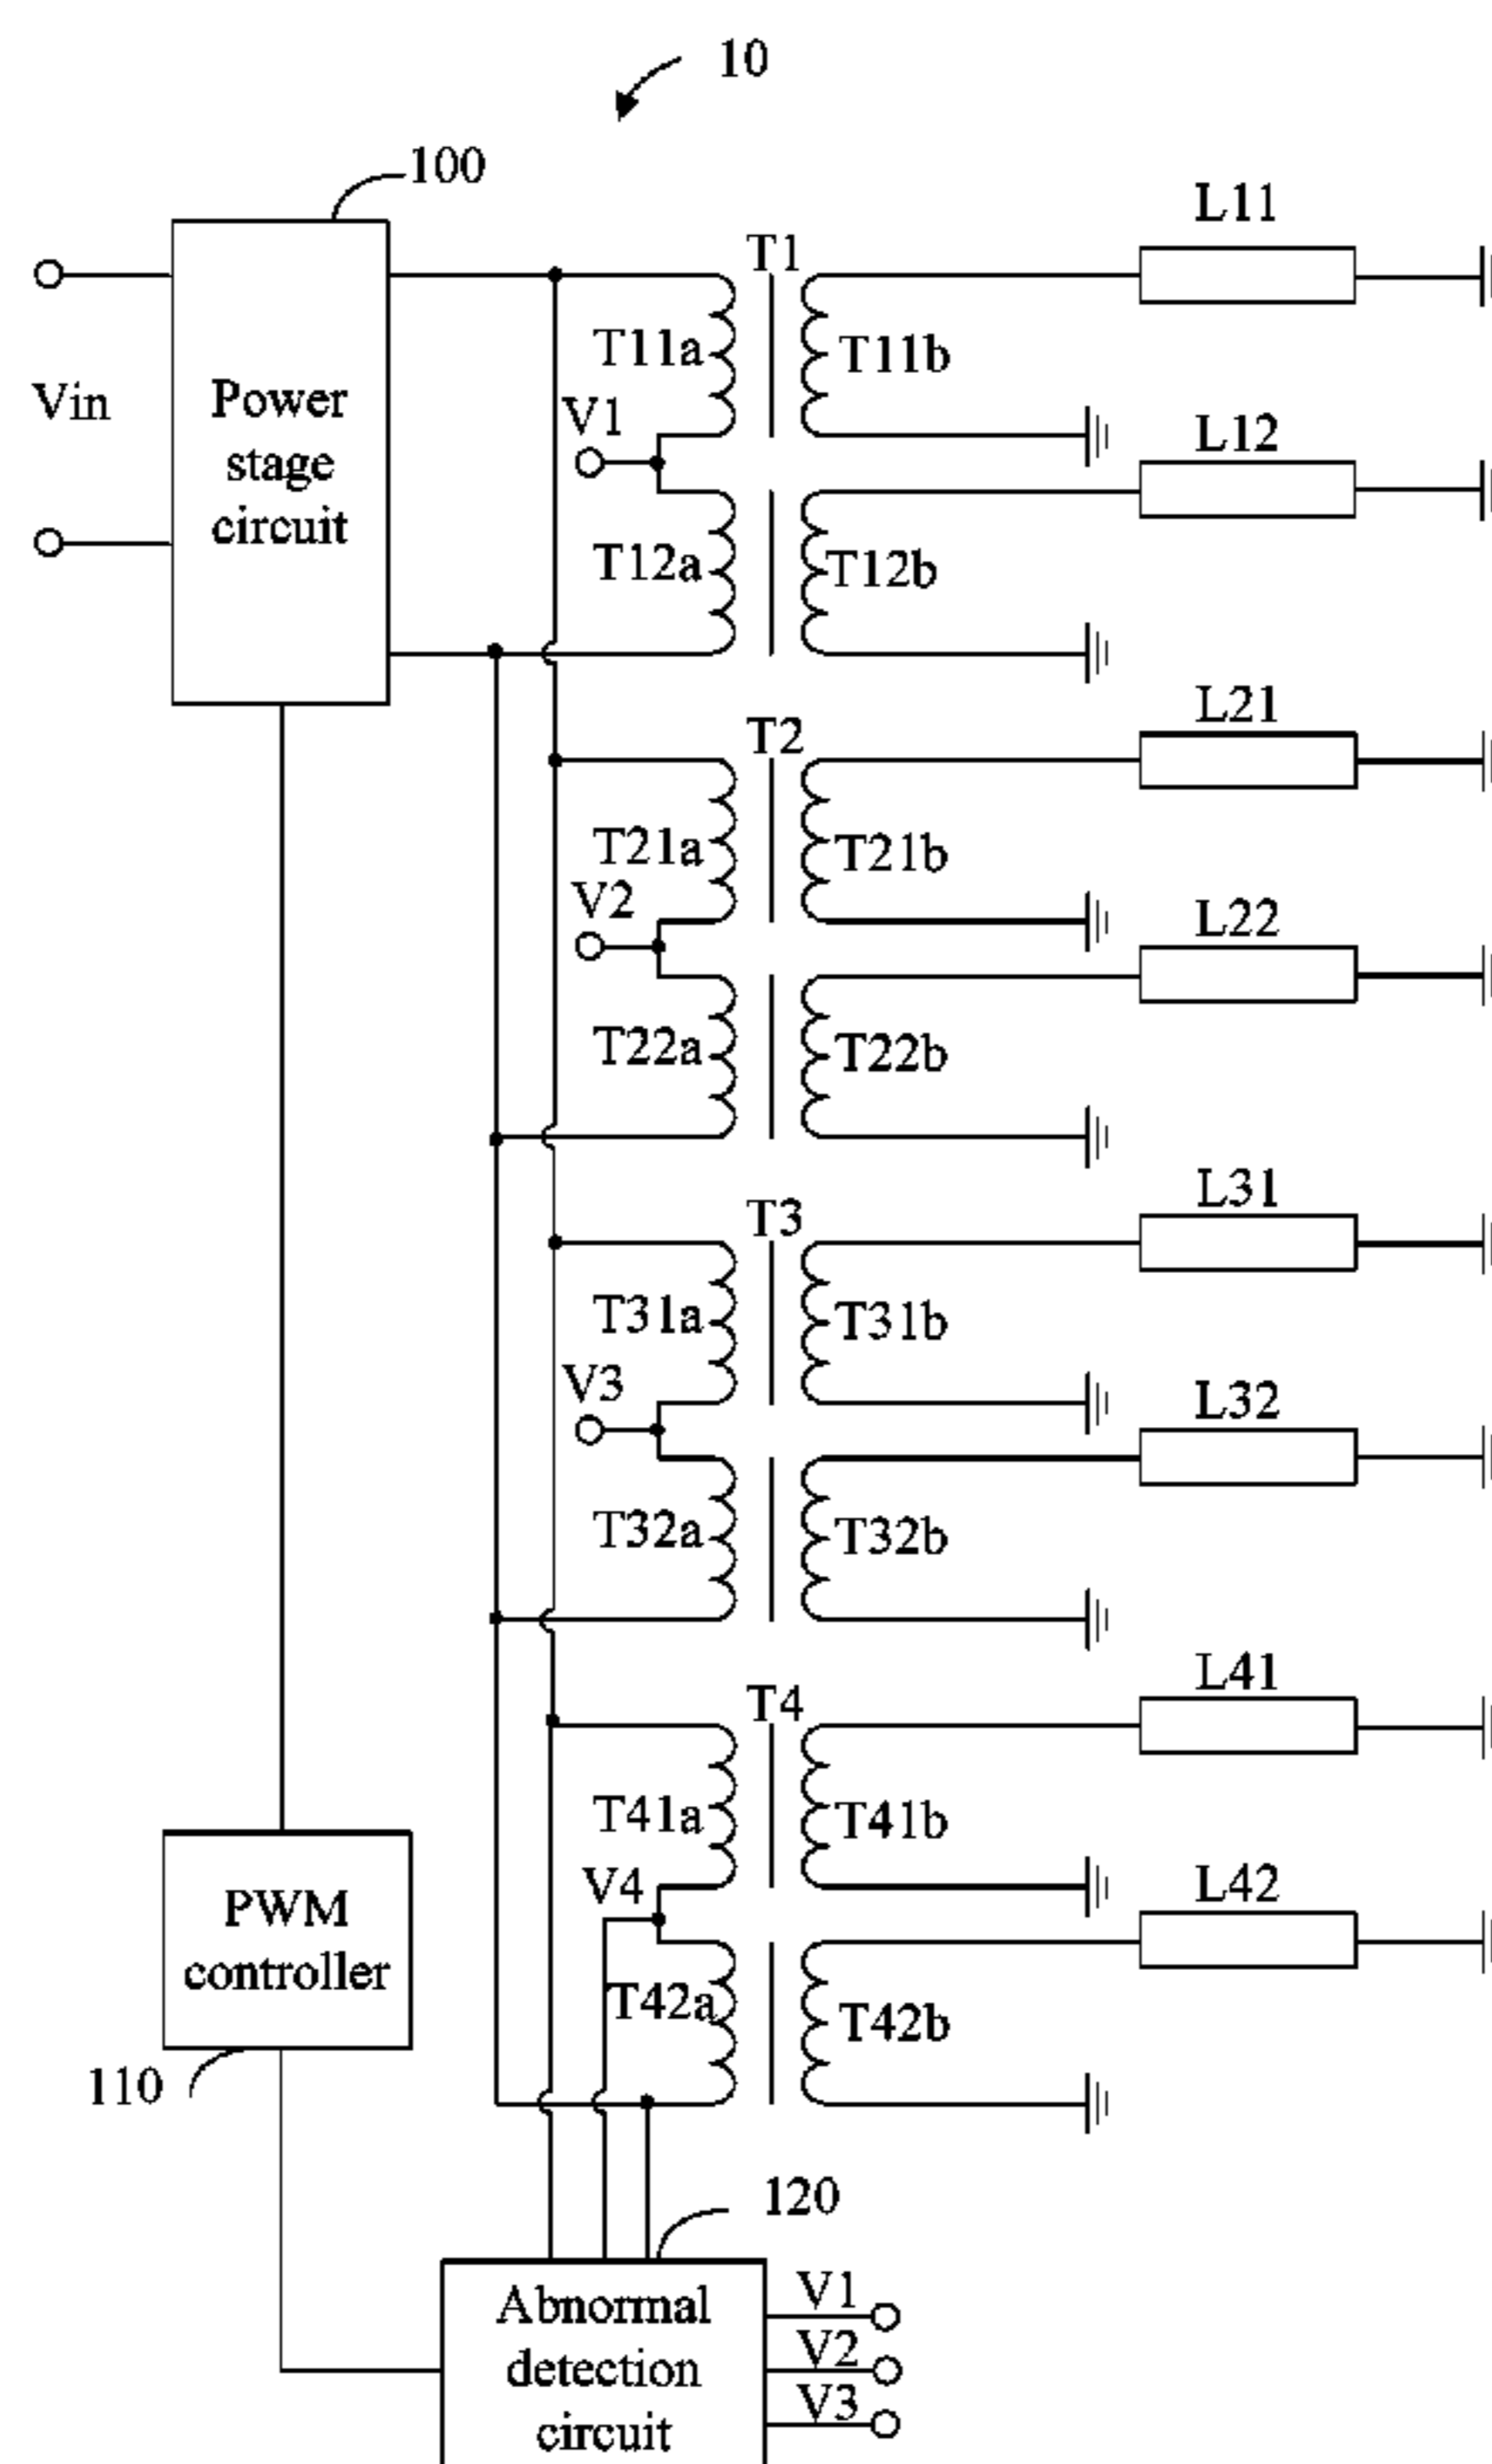 10
100
L11
T1
T11a
T11b
Vin
Power
stage
circuit
V1
L12
T12a
T12b
L21
T2
T21a
T21b
V2
L22
T22a
T22b
L31
T3
T31a
T31b
V3
L32
T32a
T32b
L41
T4
T41a
T41b
V4
L42
PWM
controller
T42a
T42b
110
120
Abnormal
detection
circuit
V1
V2
V3